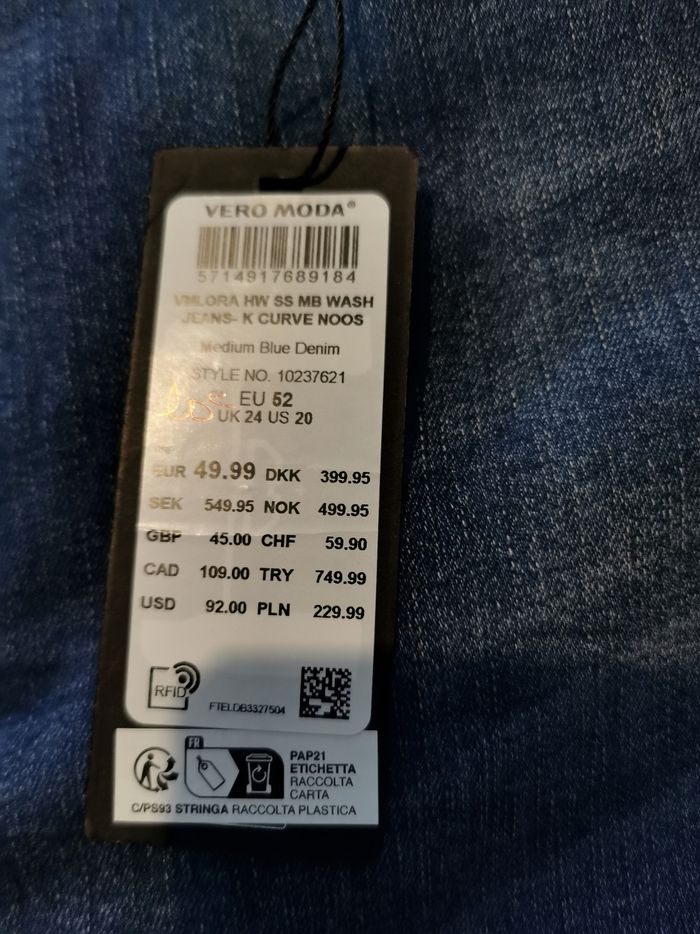 VERO MODA®
5714917689184
VMLORA HW SS MB WASH
JEANS- K CURVE NOOS
Medium Blue Denim
STYLE NO. 10237621
EU 52
UK 24 US 20
EUR 49.99 DKK 399.95
SEK 549.95 NOK 499.95
GBP 45.00 CHF 59.90
CAD 109.00 TRY 749.99
USD 92.00 PLN 229.99
RFID
FTELDB3327504
FR
PAP21
ETICHETTA
RACCOLTA
CARTA
C/PS93 STRINGA RACCOLTA PLASTICA